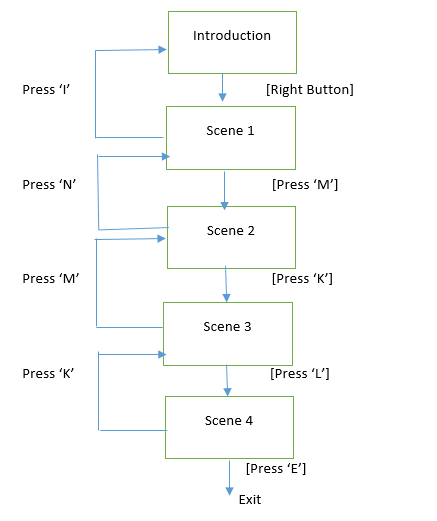 Introduction
Press ‘I’
[Right Button]
Scene 1
Press ‘N’
[Press ‘M’]
Scene 2
Press ‘M’
[Press ‘K’]
Scene 3
Press ‘K’
[Press ‘L’]
Scene 4
[Press ‘E’]
Exit